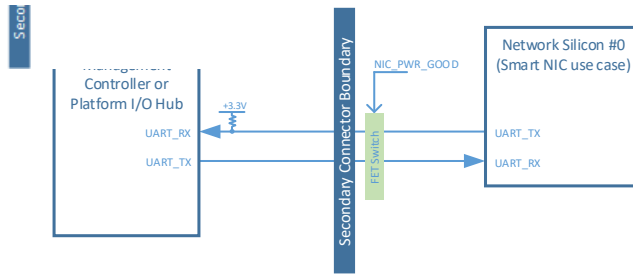 Controller or
Platform I/O Hub
UART_RX
UART_TX
+3.3V
Secondary Connector Boundary
NIC_PWR_GOOD
FET Switch
Network Silicon #0
(Smart NIC use case)
UART_TX
UART_RX